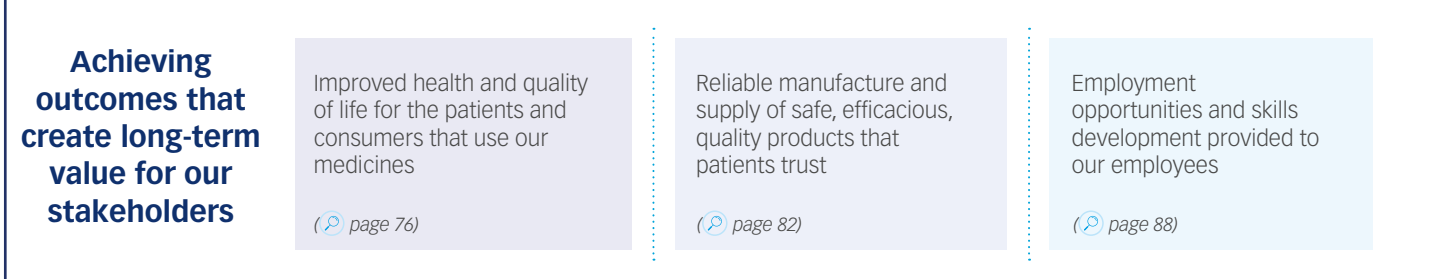 Achieving
outcomes that
create long-term
value for our
stakeholders
Improved health and quality
of life for the patients and
consumers that use our
medicines
( page 76)
Reliable manufacture and
supply of safe, efficacious,
quality products that
patients trust
( page 82)
Employment
opportunities and skills
development provided to
our employees
( page 88)